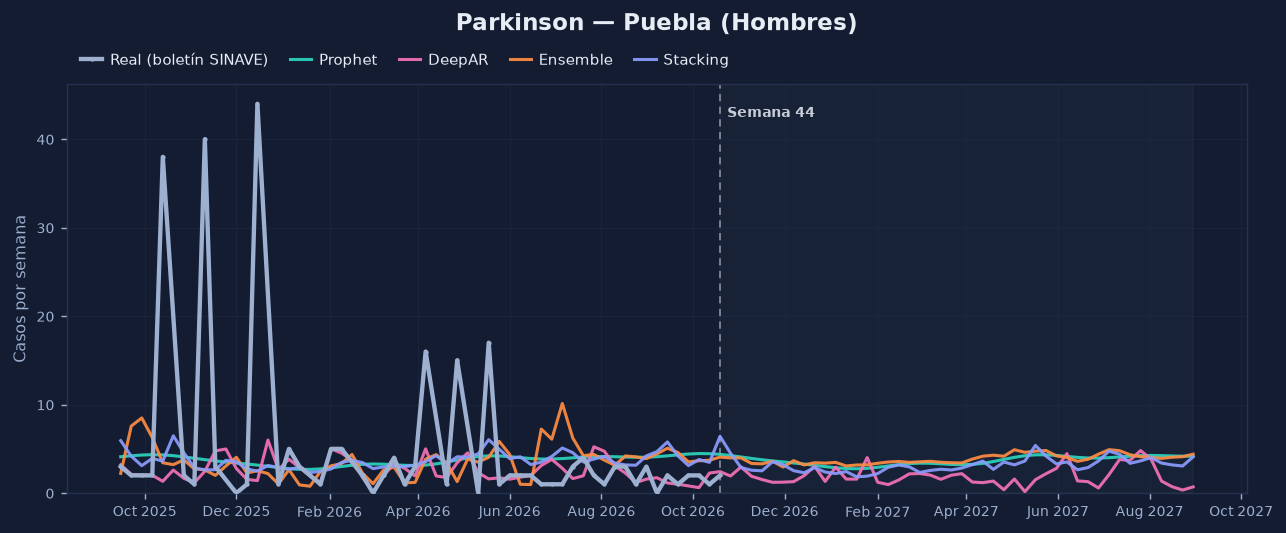 Parkinson — Puebla (Hombres)
Real (boletín SINAVE) Prophet DeepAR Ensemble Stacking
Semana 44
Casos por semana
40
30
20
10
0
Oct 2025 Dec 2025 Feb 2026 Apr 2026 Jun 2026 Aug 2026 Oct 2026 Dec 2026 Feb 2027 Apr 2027 Jun 2027 Aug 2027 Oct 2027